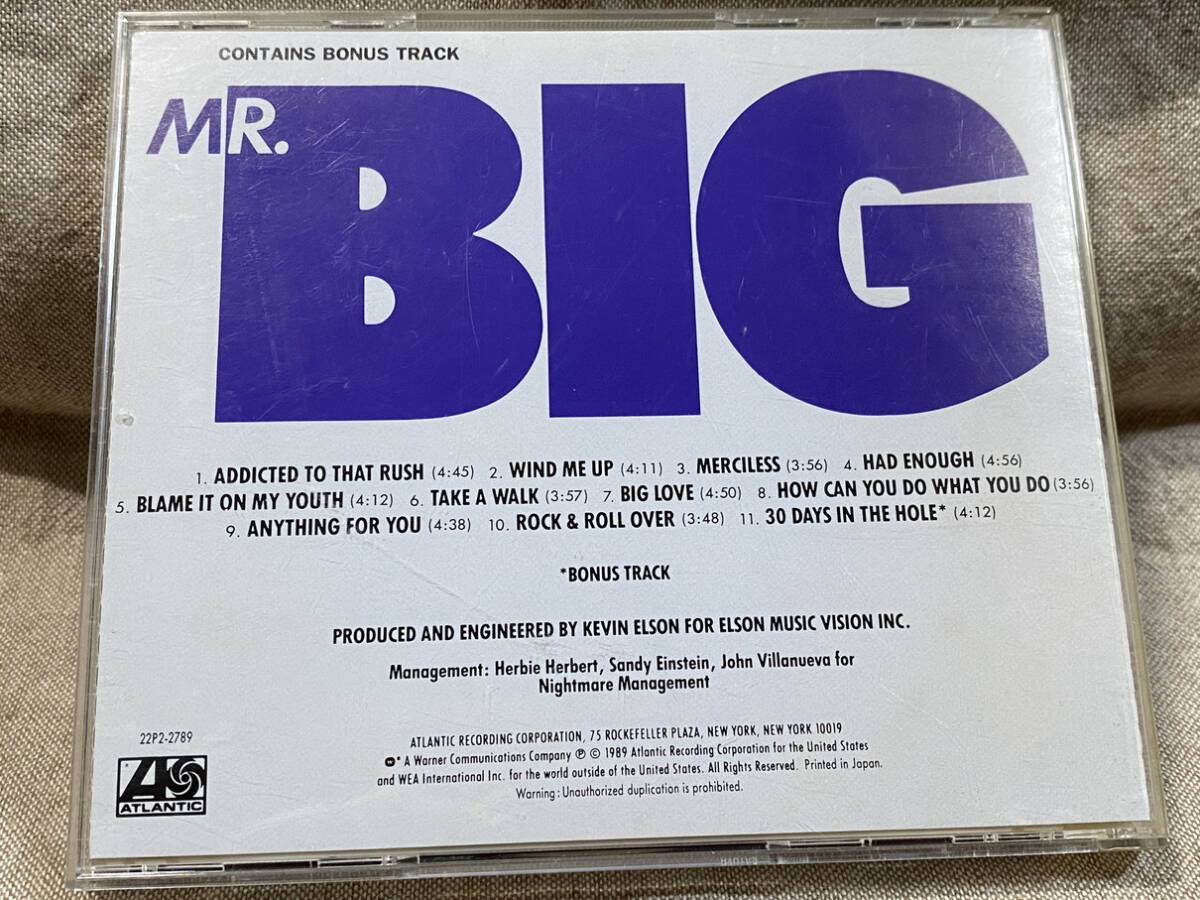 CONTAINS BONUS TRACK
MR.
BIG
1. ADDICTED TO THAT RUSH (4:45) 2. WIND ME UP (4:11) 3. MERCILESS (3:56) 4. HAD ENOUGH (4:56)
5. BLAME IT ON MY YOUTH (4:12) 6. TAKE A WALK (3:57) 7. BIG LOVE (4:50) 8. HOW CAN YOU DO WHAT YOU DO (3:56)
9. ANYTHING FOR YOU (4:38) 10. ROCK & ROLL OVER (3:48) 11. 30 DAYS IN THE HOLE* (4:12)
*BONUS TRACK
PRODUCED AND ENGINEERED BY KEVIN ELSON FOR ELSON MUSIC VISION INC.
Management: Herbie Herbert, Sandy Einstein, John Villanueva for
Nightmare Management
22P2-2789
ATLANTIC
ATLANTIC RECORDING CORPORATION, 75 ROCKEFELLER PLAZA, NEW YORK, NEW YORK 10019
* A Warner Communications Company ℗ © 1989 Atlantic Recording Corporation for the United States
and WEA International Inc. for the world outside of the United States. All Rights Reserved. Printed in Japan.
Warning: Unauthorized duplication is prohibited.